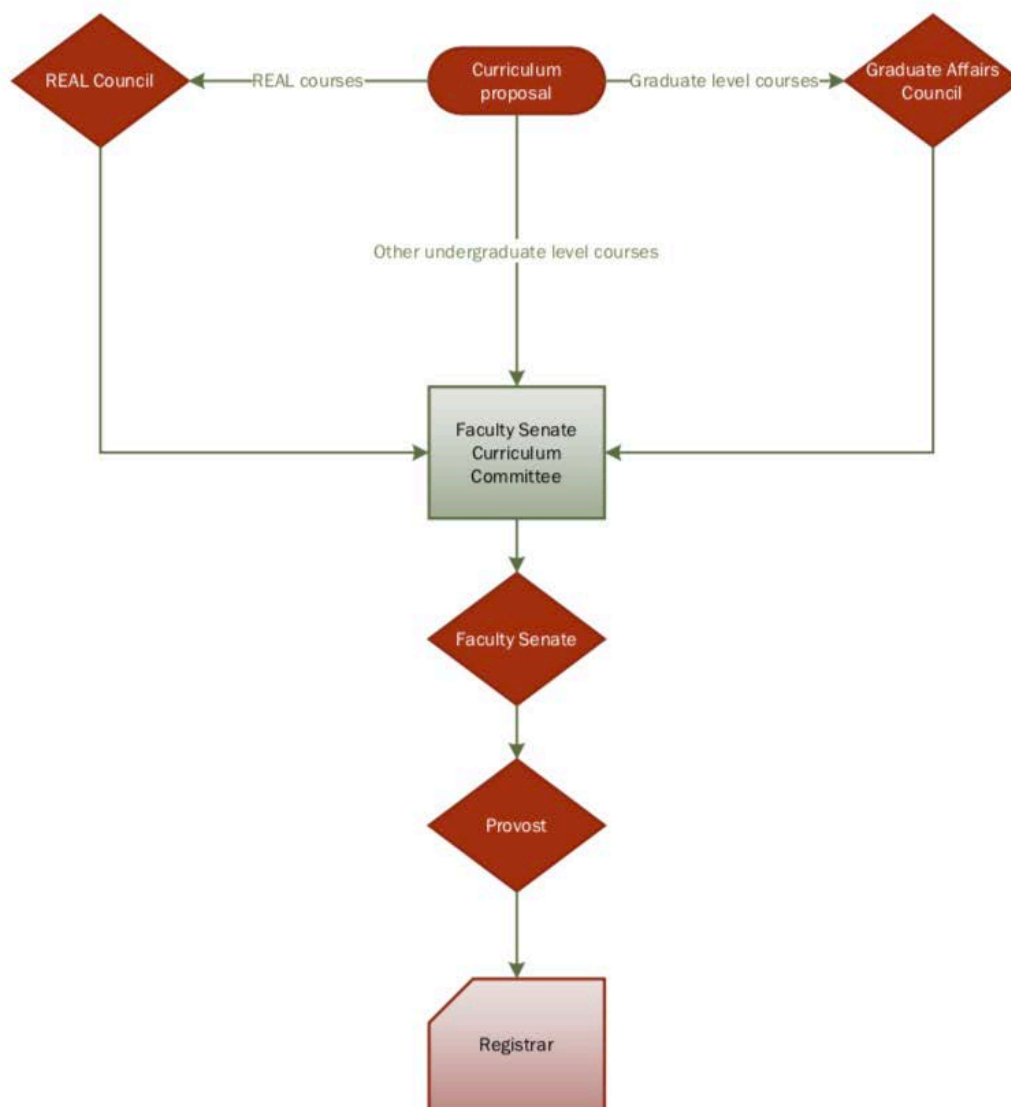 REAL Council
REAL courses
Curriculum
proposal
Graduate level courses
Graduate Affairs
Council
Other undergraduate level courses
Faculty Senate
Curriculum
Committee
Faculty Senate
Provost
Registrar